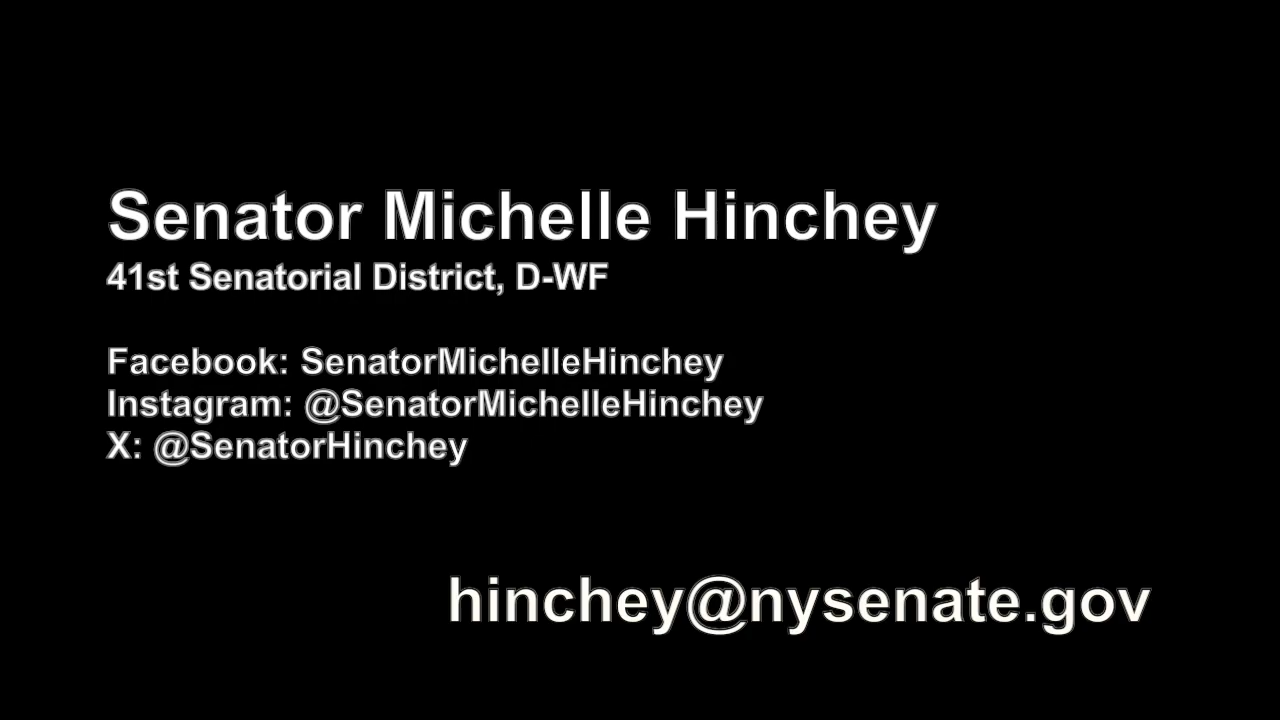 Senator Michelle Hinchey
41st Senatorial District, D-WF
Facebook: SenatorMichelleHinchey
Instagram: @SenatorMichelleHinchey
X: @SenatorHinchey
hinchey@nysenate.gov